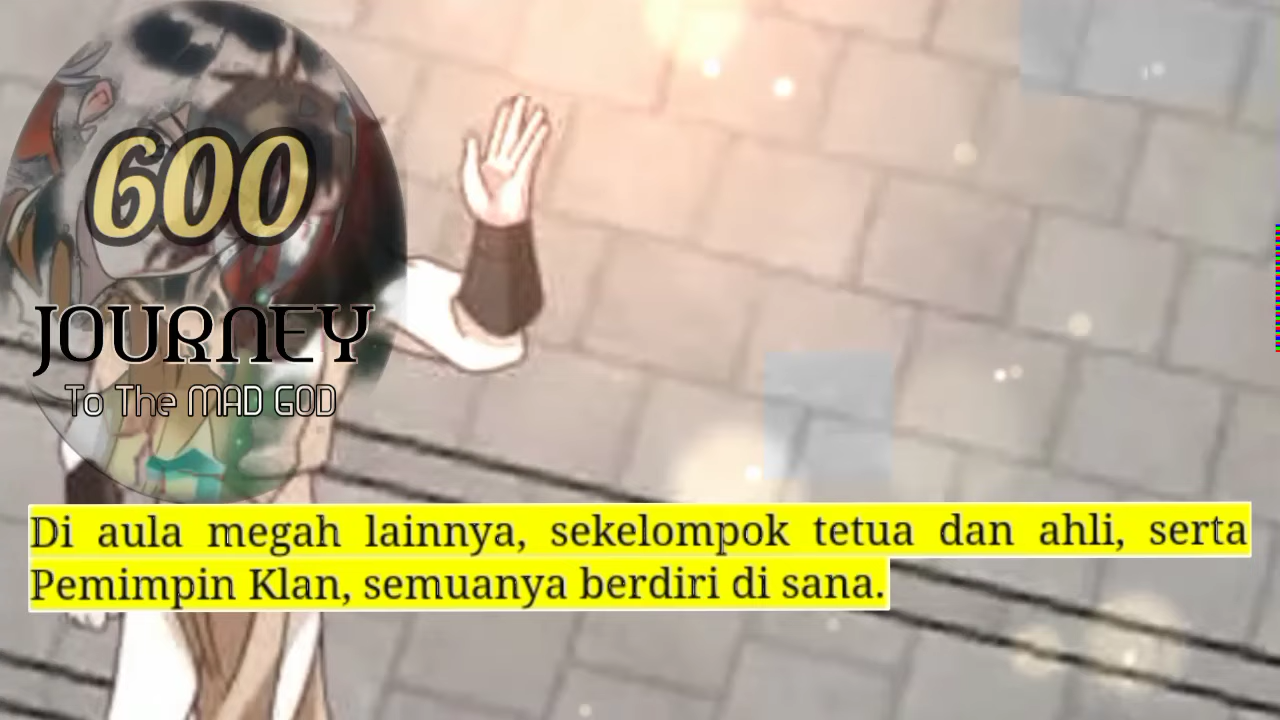 600
JOURNEY
To The MAD GOD
Di aula megah lainnya, sekelompok tetua dan ahli, serta
Pemimpin Klan, semuanya berdiri di sana.